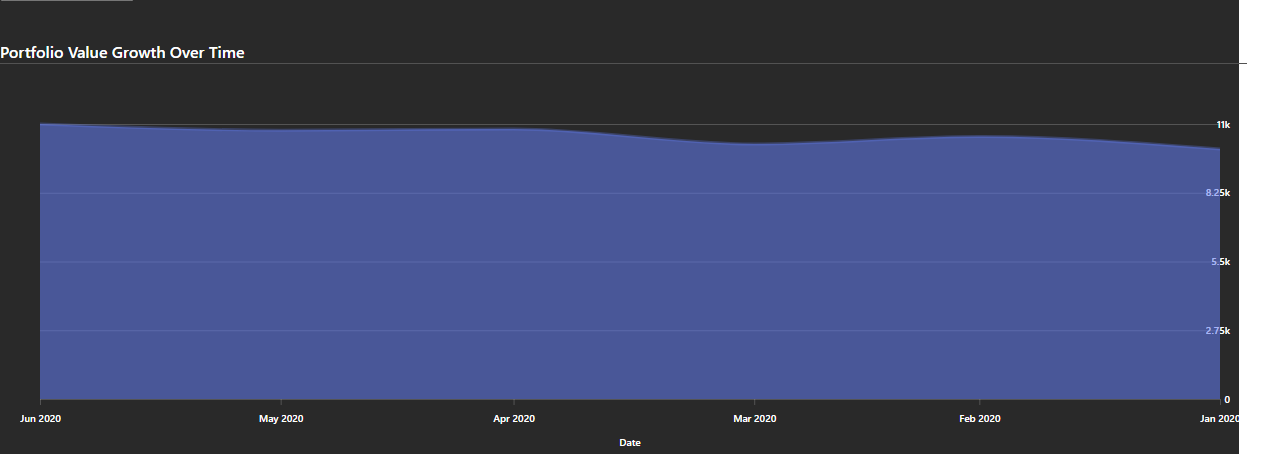 Portfolio Value Growth Over Time
11k
8.25k
5.5k
2.75k
0
Jun 2020 May 2020 Apr 2020 Mar 2020 Feb 2020 Jan 2020
Date